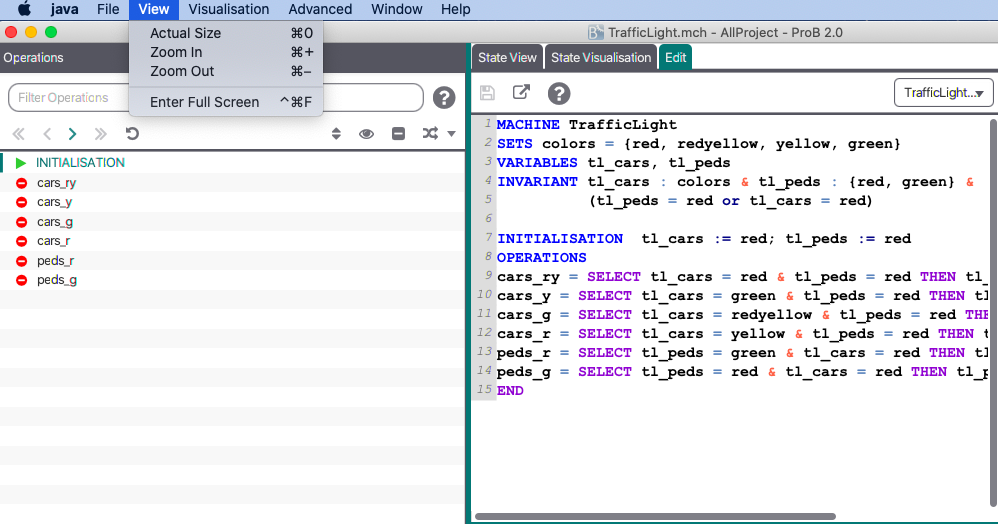 java File View Visualisation Advanced Window Help
Actual Size ⌘0
Zoom In ⌘+
Zoom Out ⌘−
Enter Full Screen ^⌘F
TrafficLight.mch - AllProject - ProB 2.0
Operations
Filter Operations
?
INITIALISATION
cars_ry
cars_y
cars_g
cars_r
peds_r
peds_g
State View State Visualisation Edit
? TrafficLight...
1 MACHINE TrafficLight
2 SETS colors = {red, redyellow, yellow, green}
3 VARIABLES tl_cars, tl_peds
4 INVARIANT tl_cars : colors & tl_peds : {red, green} &
5 (tl_peds = red or tl_cars = red)
6
7 INITIALISATION tl_cars := red; tl_peds := red
8 OPERATIONS
9 cars_ry = SELECT tl_cars = red & tl_peds = red THEN tl_
10 cars_y = SELECT tl_cars = green & tl_peds = red THEN tl
11 cars_g = SELECT tl_cars = redyellow & tl_peds = red THE
12 cars_r = SELECT tl_cars = yellow & tl_peds = red THEN t
13 peds_r = SELECT tl_peds = green & tl_cars = red THEN tl
14 peds_g = SELECT tl_peds = red & tl_cars = red THEN tl_p
15 END